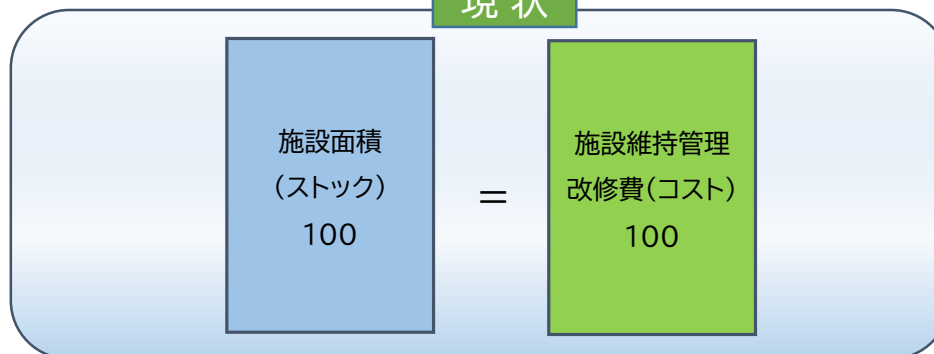 現 状
施設面積
（ストック）
100
＝
施設維持管理
改修費（コスト）
100